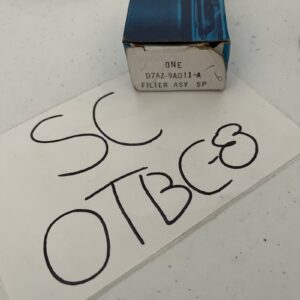 ONE
D7AZ-9A011-A
FILTER ASY SP
SC
OTBC-8